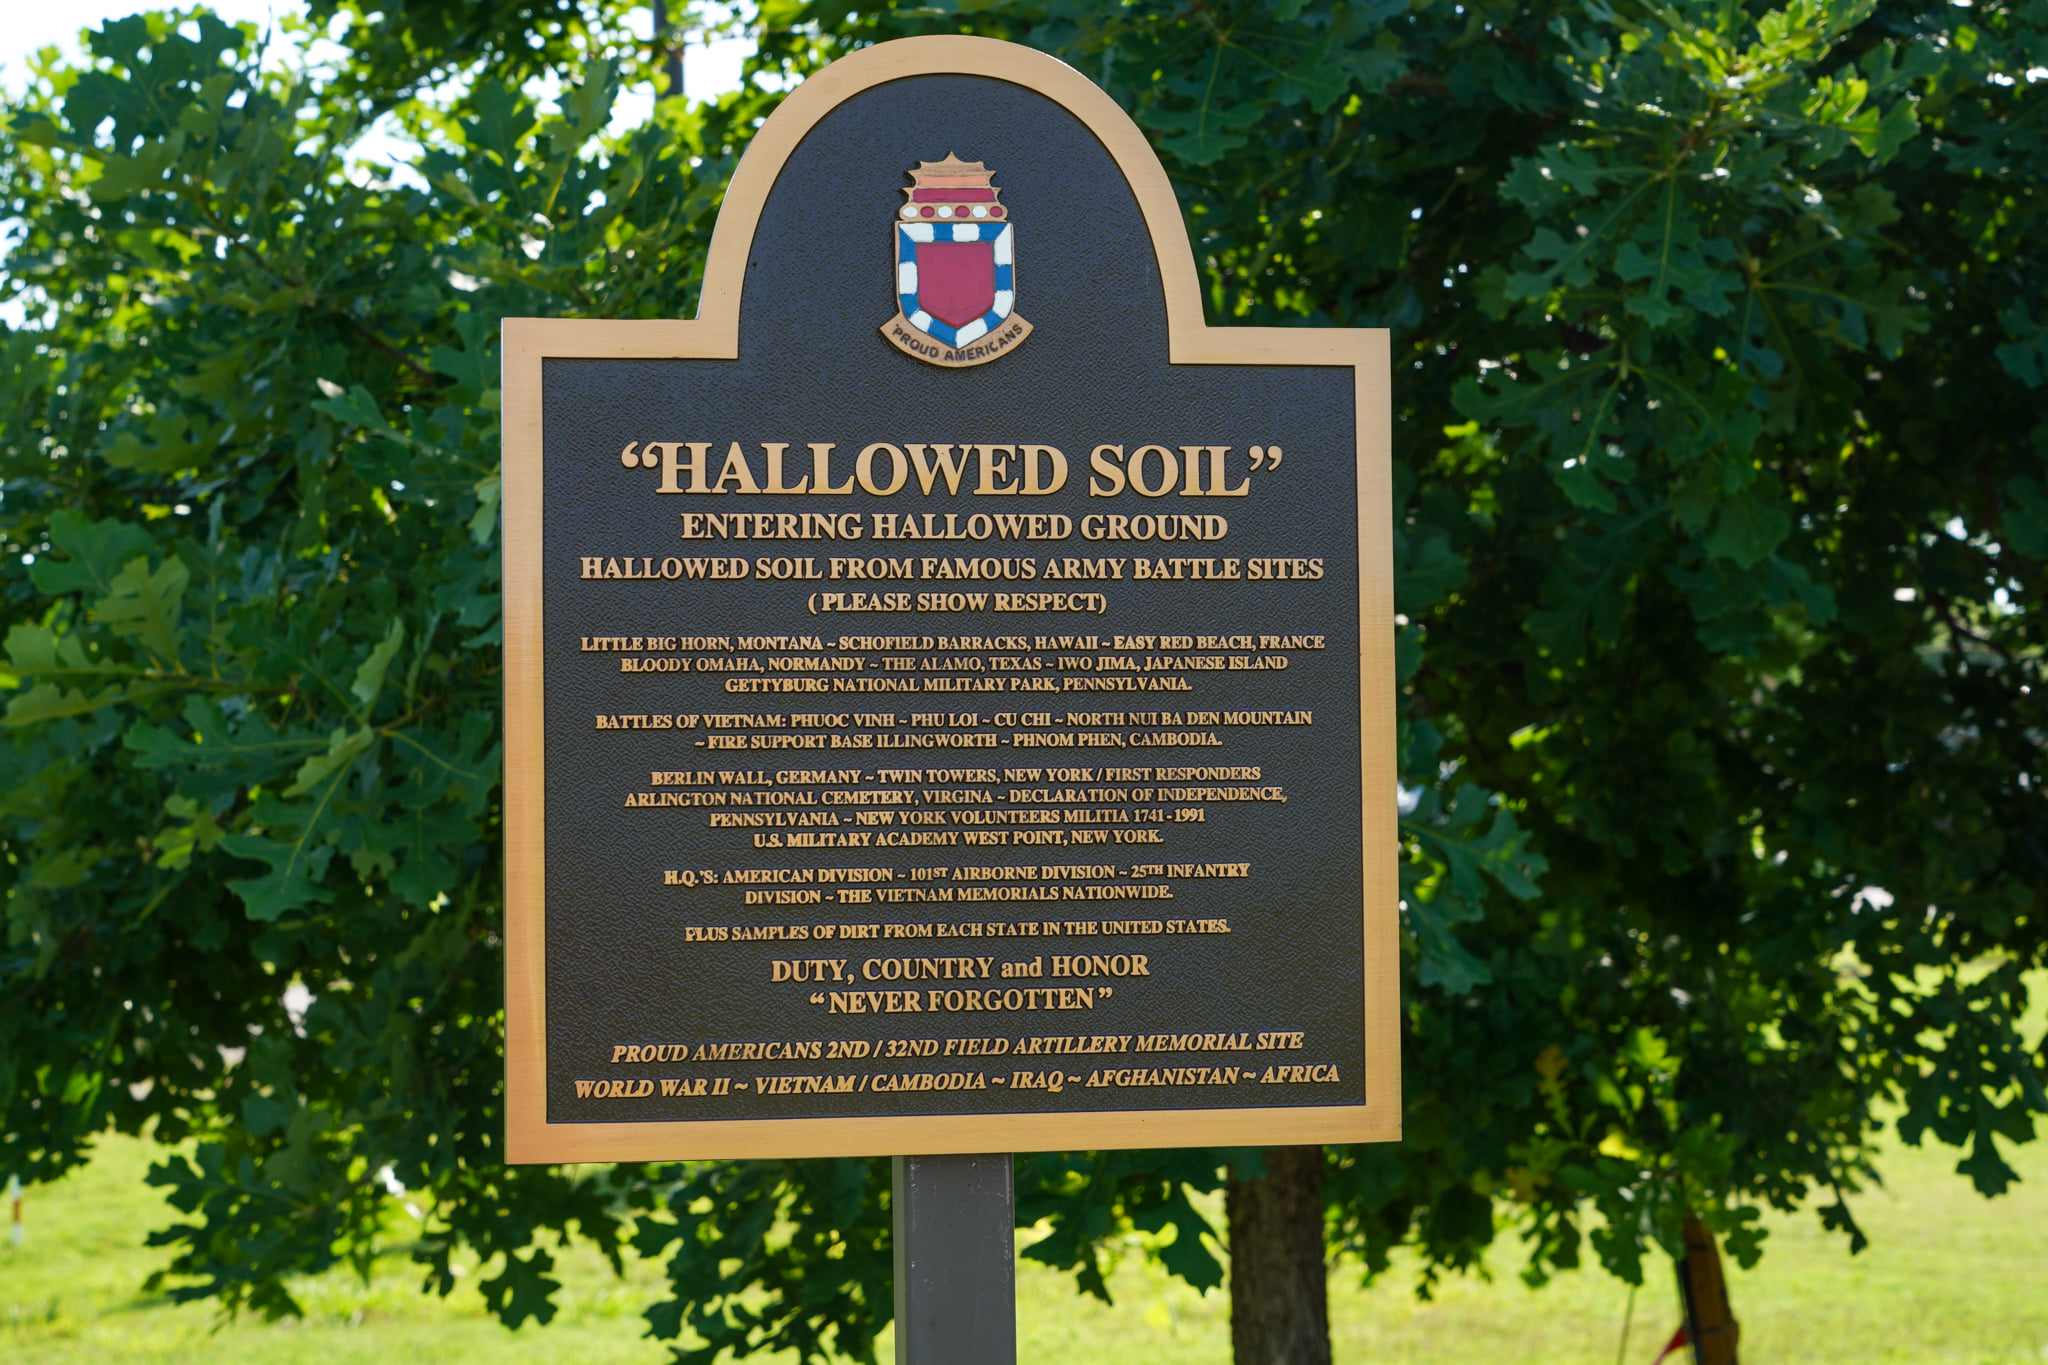 PROUD AMERICANS
“HALLOWED SOIL”
ENTERING HALLOWED GROUND
HALLOWED SOIL FROM FAMOUS ARMY BATTLE SITES
( PLEASE SHOW RESPECT)
LITTLE BIG HORN, MONTANA ~ SCHOFIELD BARRACKS, HAWAII ~ EASY RED BEACH, FRANCE
BLOODY OMAHA, NORMANDY ~ THE ALAMO, TEXAS ~ IWO JIMA, JAPANESE ISLAND
GETTYBURG NATIONAL MILITARY PARK, PENNSYLVANIA.
BATTLES OF VIETNAM: PHUOC VINH ~ PHU LOI ~ CU CHI ~ NORTH NUI BA DEN MOUNTAIN
~ FIRE SUPPORT BASE ILLINGWORTH ~ PHNOM PHEN, CAMBODIA.
BERLIN WALL, GERMANY ~ TWIN TOWERS, NEW YORK / FIRST RESPONDERS
ARLINGTON NATIONAL CEMETERY, VIRGINA ~ DECLARATION OF INDEPENDENCE,
PENNSYLVANIA ~ NEW YORK VOLUNTEERS MILITIA 1741 - 1991
U.S. MILITARY ACADEMY WEST POINT, NEW YORK.
H.Q.'S: AMERICAN DIVISION ~ 101ST AIRBORNE DIVISION ~ 25TH INFANTRY
DIVISION ~ THE VIETNAM MEMORIALS NATIONWIDE.
PLUS SAMPLES OF DIRT FROM EACH STATE IN THE UNITED STATES.
DUTY, COUNTRY and HONOR
“ NEVER FORGOTTEN ”
PROUD AMERICANS 2ND / 32ND FIELD ARTILLERY MEMORIAL SITE
WORLD WAR II ~ VIETNAM / CAMBODIA ~ IRAQ ~ AFGHANISTAN ~ AFRICA